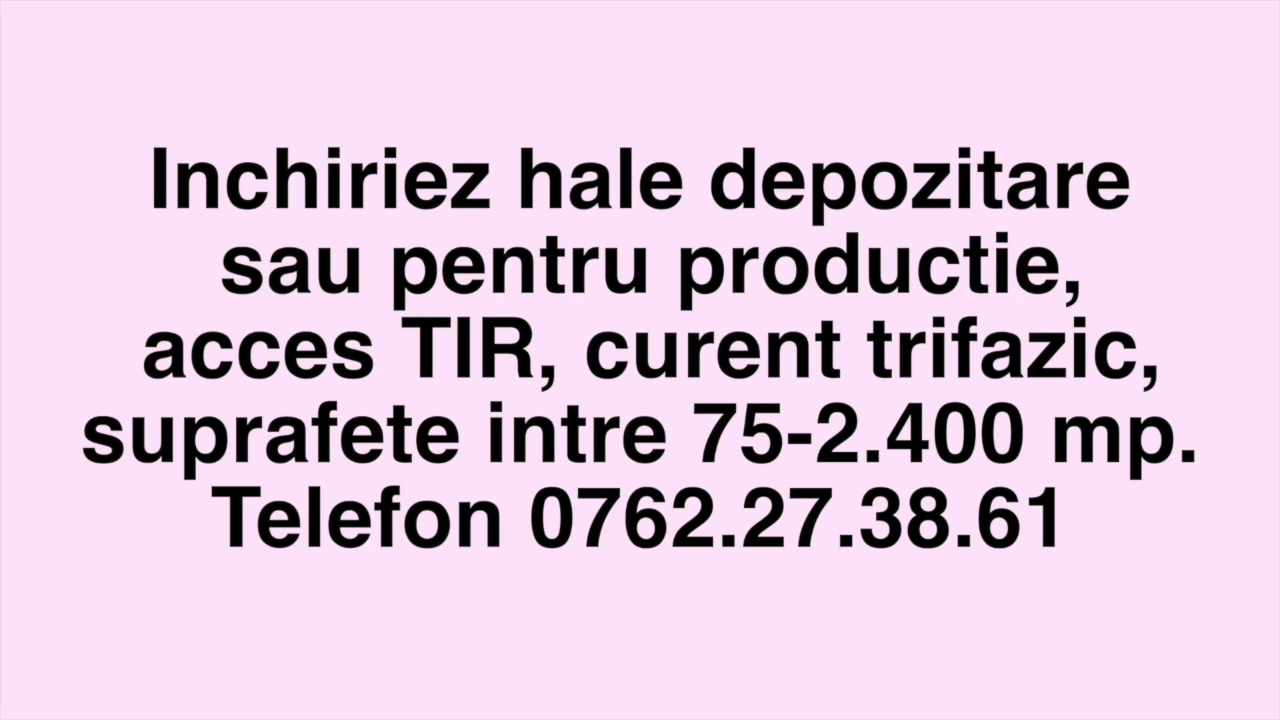 Inchiriez hale depozitare
sau pentru productie,
acces TIR, curent trifazic,
suprafete intre 75-2.400 mp.
Telefon 0762.27.38.61